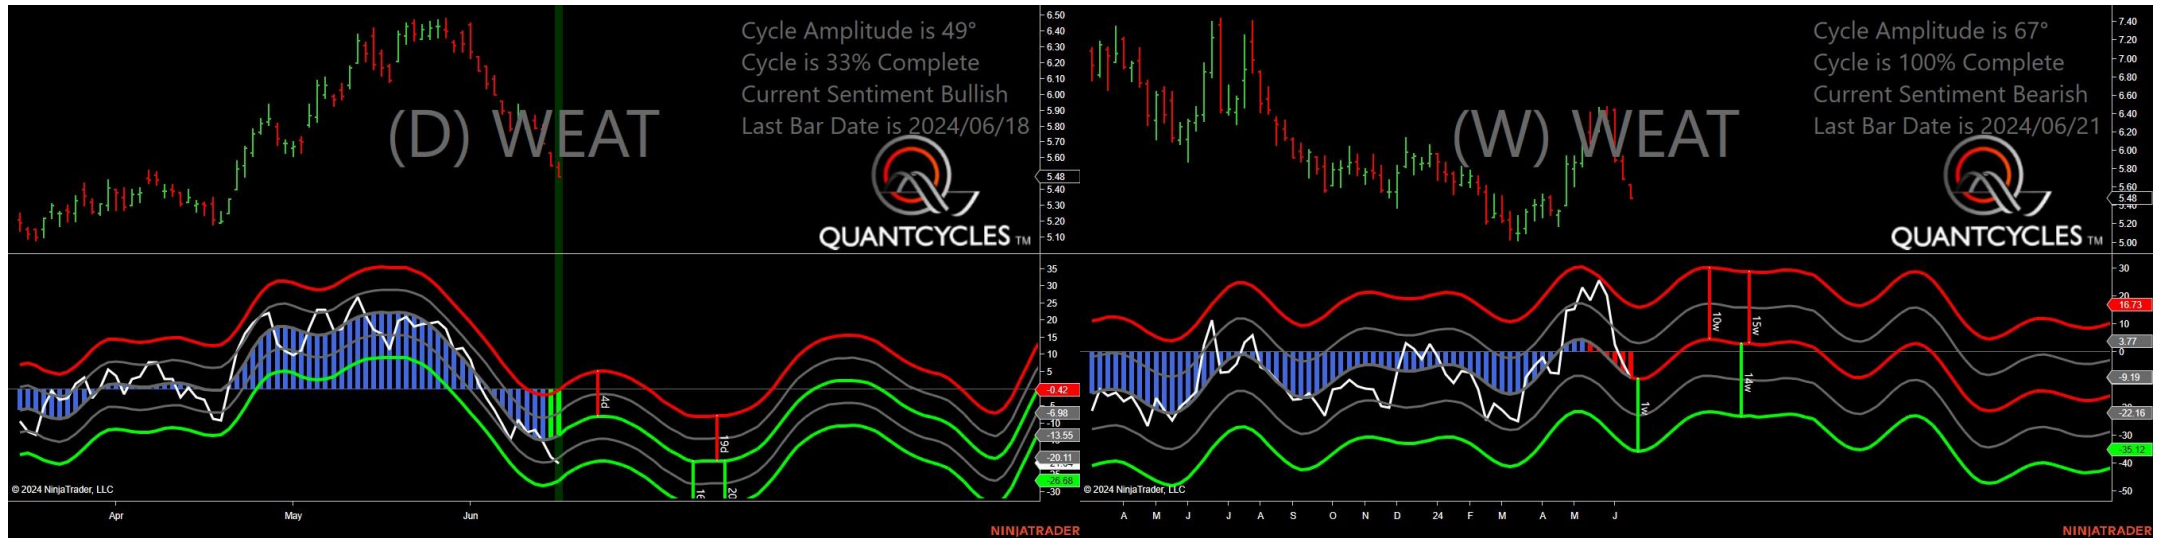 Cycle Amplitude is 49°
Cycle is 33% Complete
Current Sentiment Bullish
Last Bar Date is 2024/06/18
(D) WEAT
QUANTCYCLES TM
6.50
6.40
6.30
6.20
6.10
6.00
5.90
5.80
5.70
5.60
5.48
5.40
5.30
5.20
5.10
35
30
25
20
15
10
5
-0.42
-6.98
-10
-13.55
-20.11
-26.68
-30
4d
19d
16
20
© 2024 NinjaTrader, LLC
Apr May Jun
NINJATRADER
Cycle Amplitude is 67°
Cycle is 100% Complete
Current Sentiment Bearish
Last Bar Date is 2024/06/21
(W) WEAT
QUANTCYCLES TM
7.40
7.20
7.00
6.80
6.60
6.40
6.20
6.00
5.80
5.60
5.48
5.40
5.20
5.00
30
20
16.73
10
3.77
0
-9.19
-22.16
-30
-35.12
-40
-50
10w
15w
1w
14w
© 2024 NinjaTrader, LLC
A M J J A S O N D 24 F M A M J
NINJATRADER